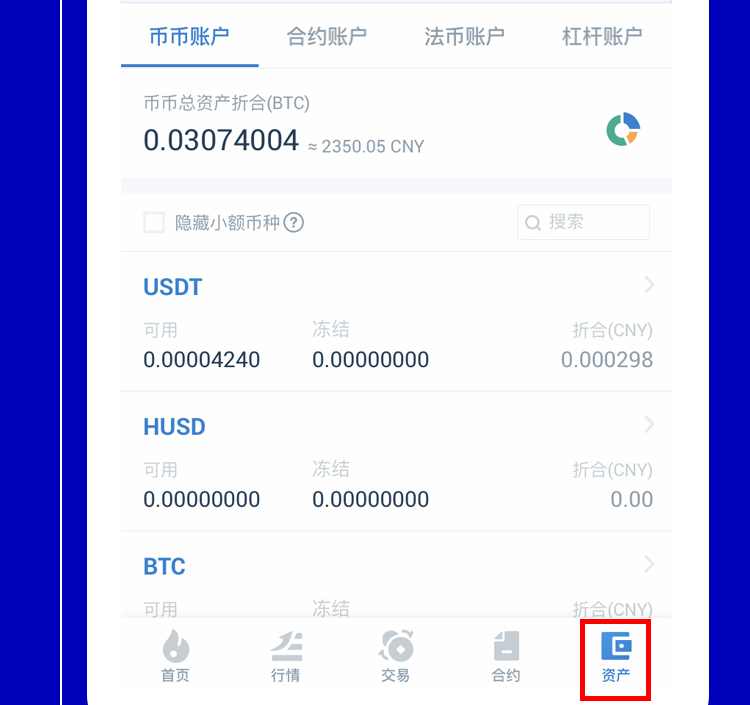 币币账户 合约账户 法币账户 杠杆账户
币币总资产折合(BTC)
0.03074004 ≈ 2350.05 CNY
隐藏小额币种? 搜索
USDT
可用 冻结 折合(CNY)
0.00004240 0.00000000 0.000298
HUSD
可用 冻结 折合(CNY)
0.00000000 0.00000000 0.00
BTC
可用 冻结 折合(CNY)
首页 行情 交易 合约 资产